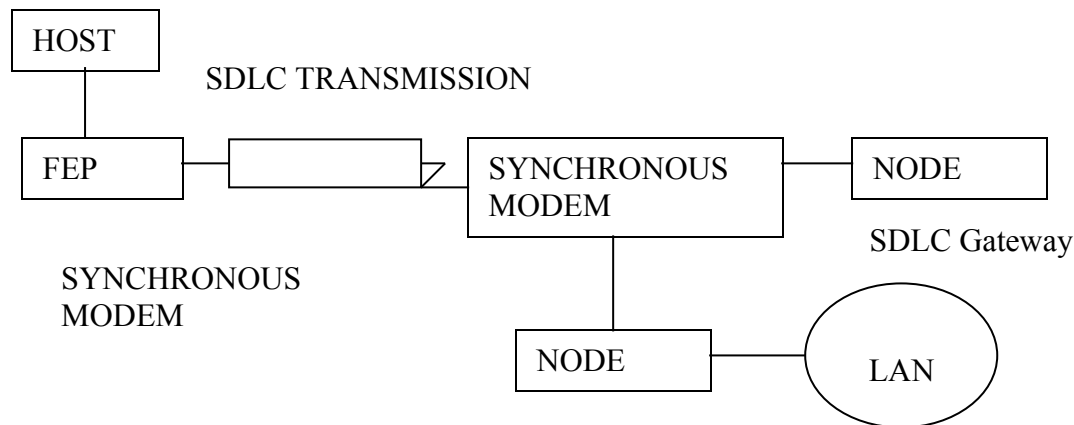 HOST
SDLC TRANSMISSION
FEP
SYNCHRONOUS
MODEM
NODE
SDLC Gateway
SYNCHRONOUS
MODEM
NODE
LAN